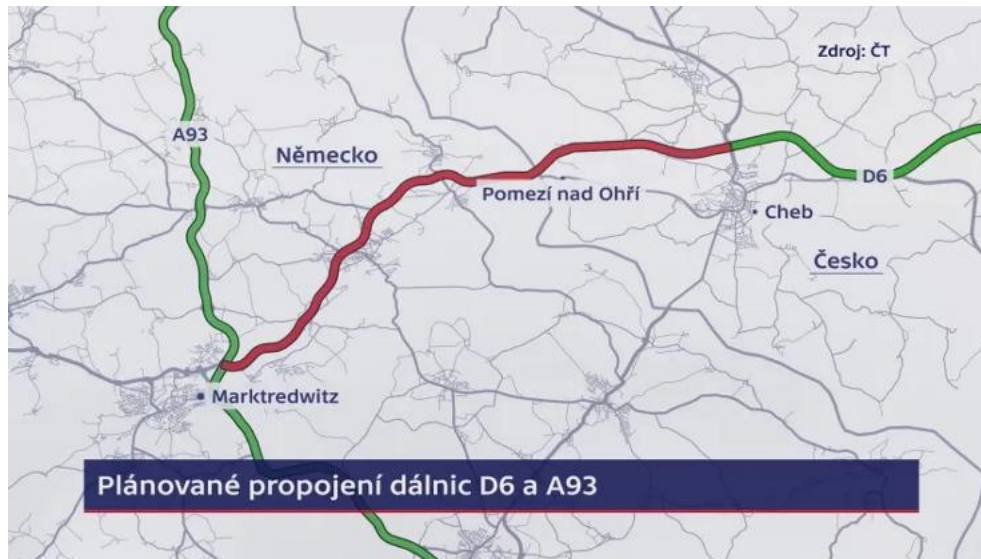 Zdroj: ČT
A93
Německo
D6
Pomezí nad Ohří
Cheb
Česko
Marktredwitz
Plánované propojení dálnic D6 a A93